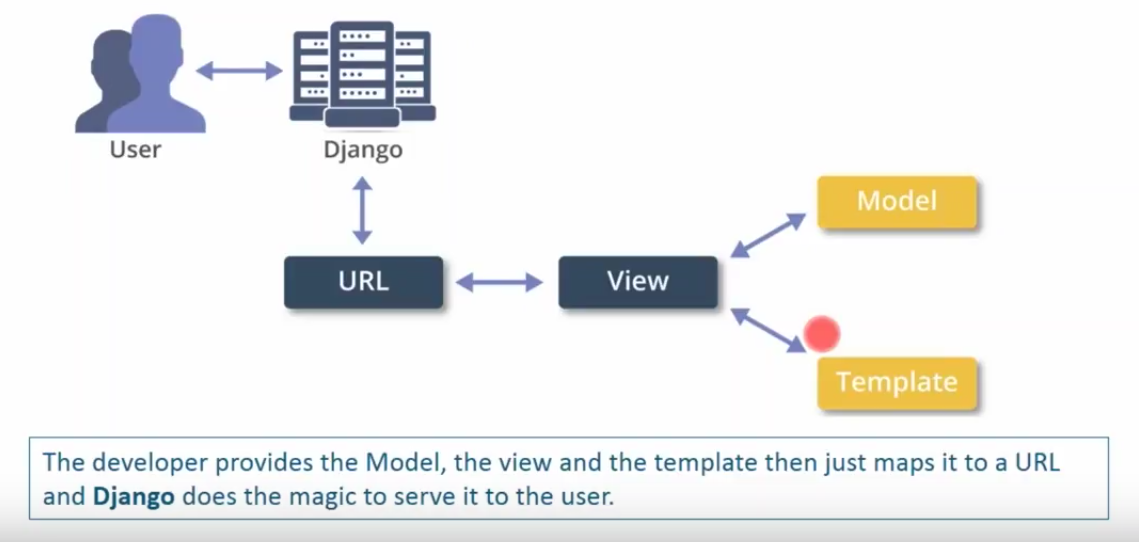 User
Django
Model
URL
View
Template
The developer provides the Model, the view and the template then just maps it to a URL
and Django does the magic to serve it to the user.